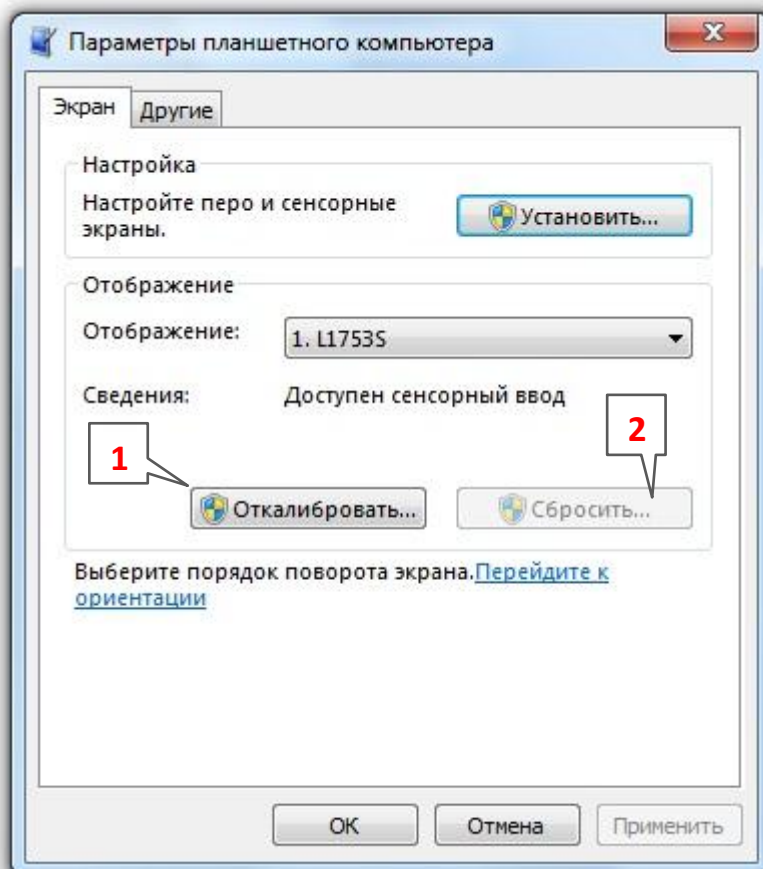 Параметры планшетного компьютера
Экран Другие
Настройка
Настройте перо и сенсорные
экраны.
Установить...
Отображение
Отображение: 1. L1753S
Сведения: Доступен сенсорный ввод
1 2
Откалибровать... Сбросить...
Выберите порядок поворота экрана.Перейдите к
ориентации
ОК Отмена Применить